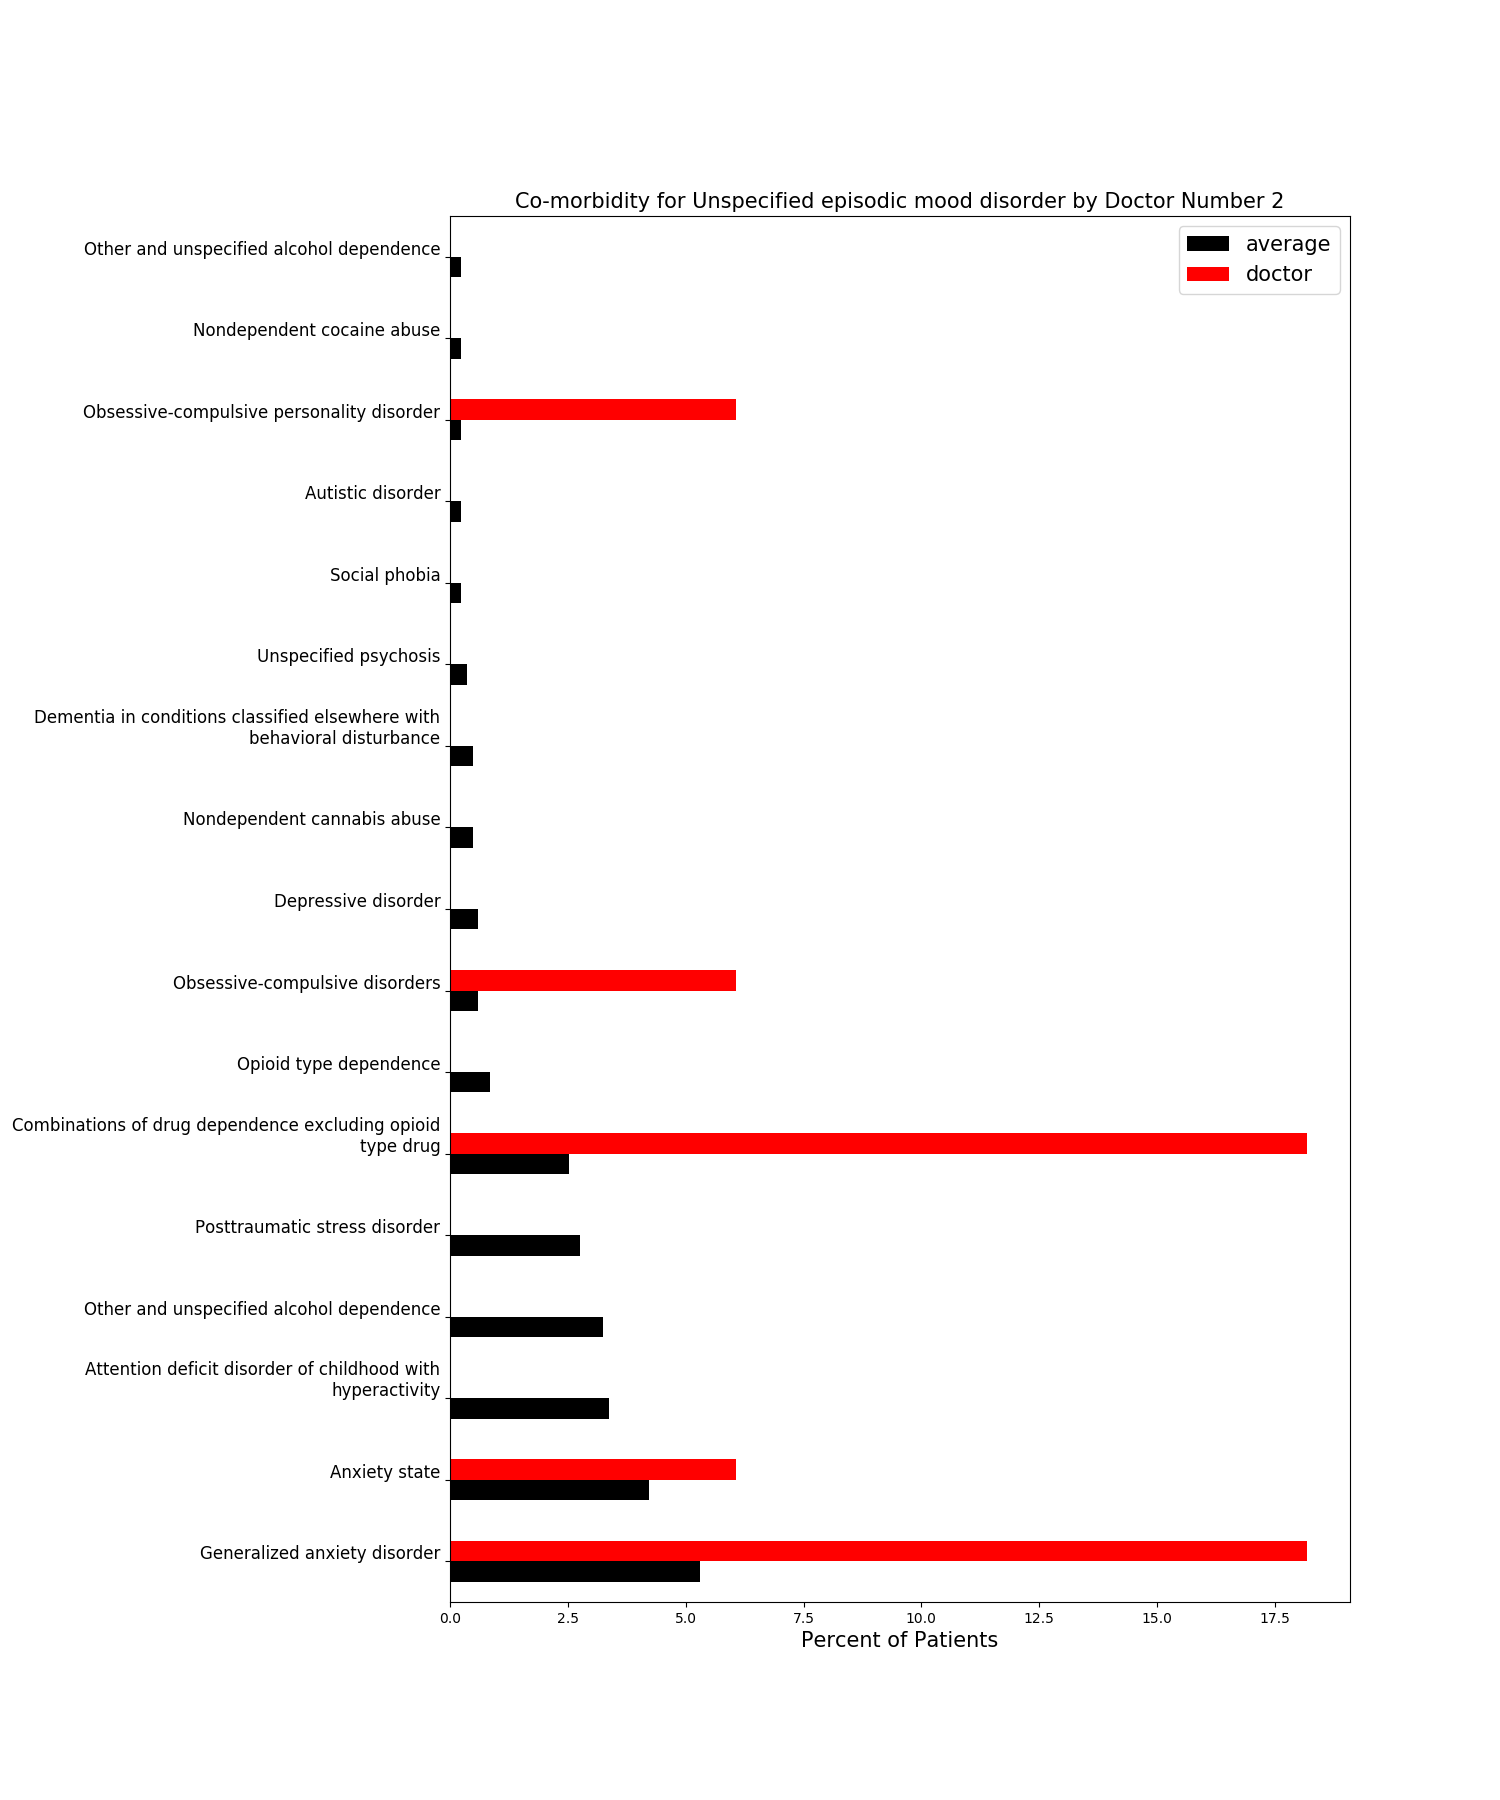 Co-morbidity for Unspecified episodic mood disorder by Doctor Number 2
average
doctor
Other and unspecified alcohol dependence
Nondependent cocaine abuse
Obsessive-compulsive personality disorder
Autistic disorder
Social phobia
Unspecified psychosis
Dementia in conditions classified elsewhere with
behavioral disturbance
Nondependent cannabis abuse
Depressive disorder
Obsessive-compulsive disorders
Opioid type dependence
Combinations of drug dependence excluding opioid
type drug
Posttraumatic stress disorder
Other and unspecified alcohol dependence
Attention deficit disorder of childhood with
hyperactivity
Anxiety state
Generalized anxiety disorder
0.0 2.5 5.0 7.5 10.0 12.5 15.0 17.5
Percent of Patients